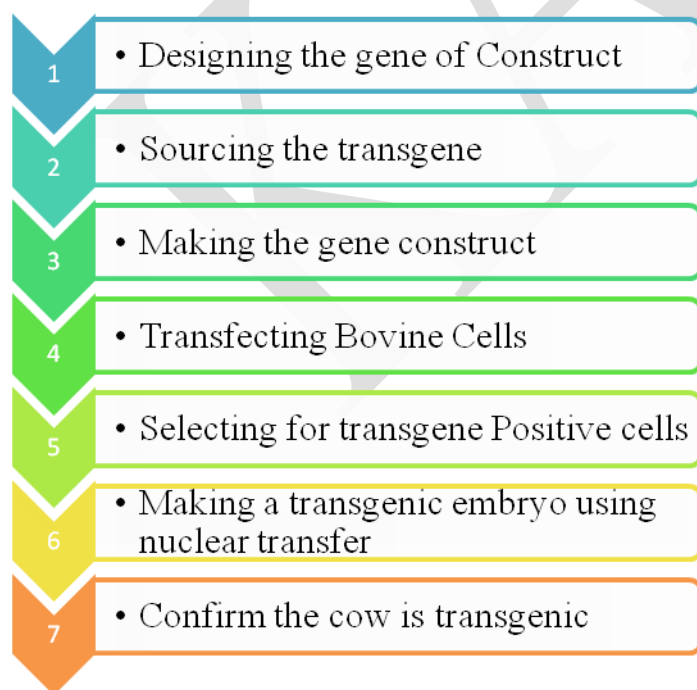 1
• Designing the gene of Construct
2
• Sourcing the transgene
3
• Making the gene construct
4
• Transfecting Bovine Cells
5
• Selecting for transgene Positive cells
6
• Making a transgenic embryo using
nuclear transfer
7
• Confirm the cow is transgenic